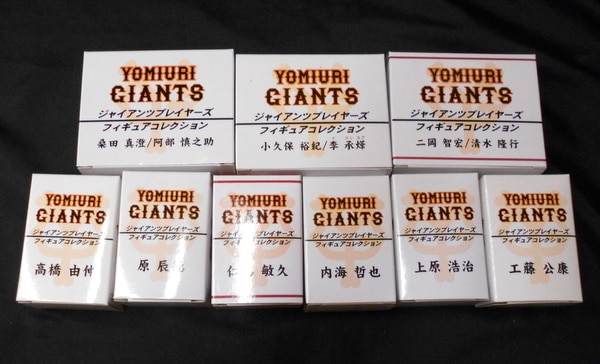 YOMIURI
GIANTS
ジャイアンツプレイヤーズ
フィギュアコレクション
桑田 真澄/阿部 慎之助
YOMIURI
GIANTS
ジャイアンツプレイヤーズ
フィギュアコレクション
小久保 裕紀/李 承燁
YOMIURI
GIANTS
ジャイアンツプレイヤーズ
フィギュアコレクション
二岡 智宏/清水 隆行
YOMIURI
GIANTS
ジャイアンツプレイヤーズ
フィギュアコレクション
高橋 由伸
YOMIURI
GIANTS
ジャイアンツプレイヤーズ
フィギュアコレクション
原 辰
YOMIURI
GIANTS
ジャイアンツプレイヤーズ
フィギュアコレクション
仁 敏久
YOMIURI
GIANTS
ジャイアンツプレイヤーズ
フィギュアコレクション
内海 哲也
YOMIURI
GIANTS
ジャイアンツプレイヤーズ
フィギュアコレクション
上原 浩治
YOMIURI
GIANTS
ジャイアンツプレイヤーズ
フィギュアコレクション
工藤 公康